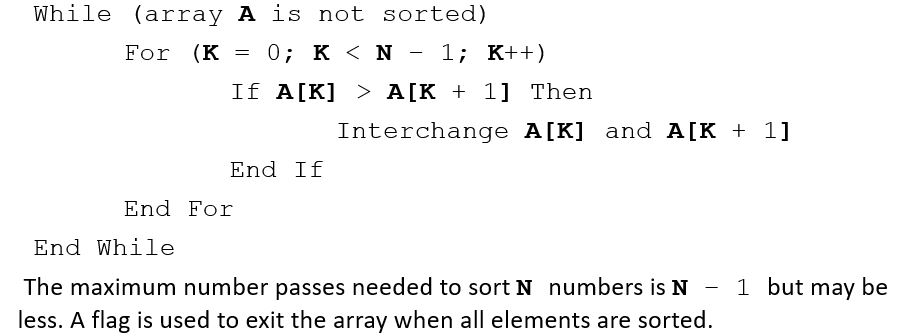 While (array A is not sorted)
For (K = 0; K < N - 1; K++)
If A[K] > A[K + 1] Then
Interchange A[K] and A[K + 1]
End If
End For
End While
The maximum number passes needed to sort N numbers is N - 1 but may be
less. A flag is used to exit the array when all elements are sorted.